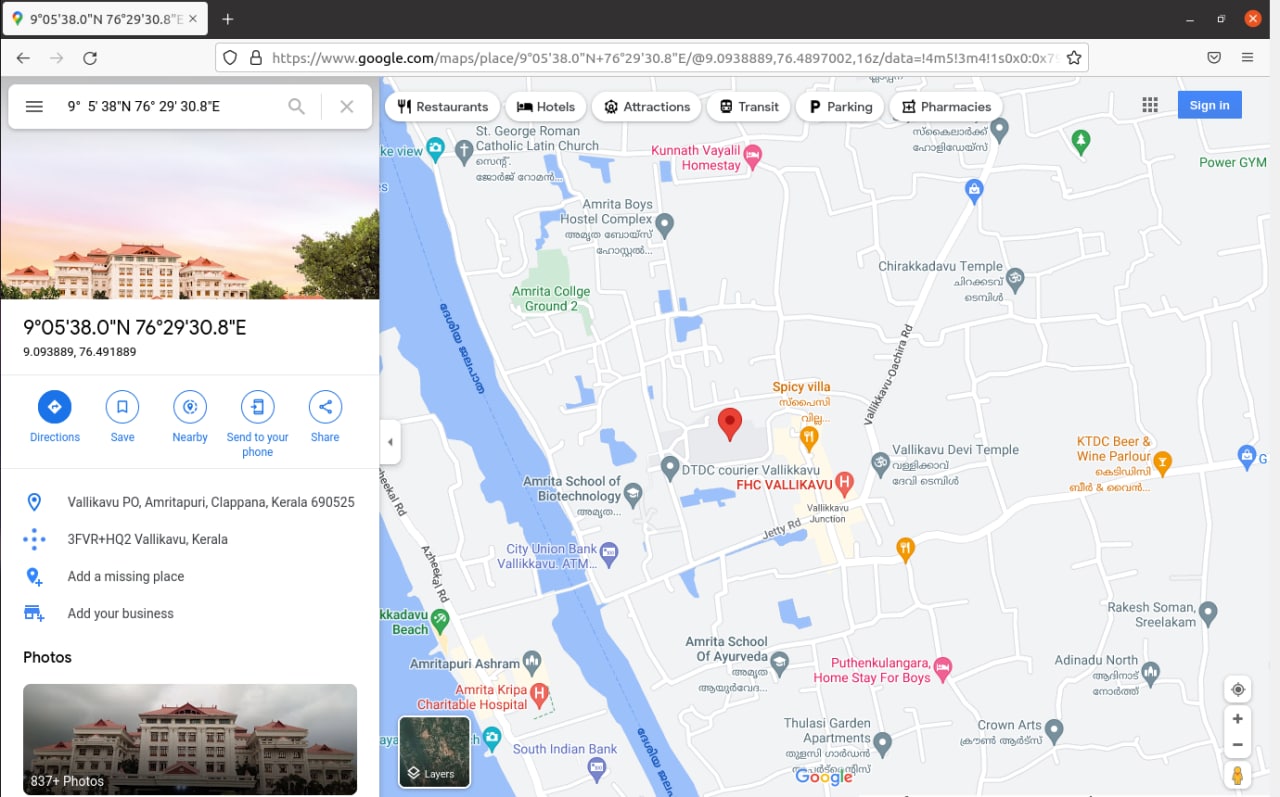 9°05'38.0"N 76°29'30.8"E
https://www.google.com/maps/place/9°05'38.0"N+76°29'30.8"E/@9.0938889,76.4897002,16z/data=!4m5!3m4!1s0x0:0x7
9° 5' 38"N 76° 29' 30.8"E
Restaurants
Hotels
Attractions
Transit
Parking
Pharmacies
Sign in
9°05'38.0"N 76°29'30.8"E
9.093889, 76.491889
Directions
Save
Nearby
Send to your
phone
Share
Vallikavu PO, Amritapuri, Clappana, Kerala 690525
3FVR+HQ2 Vallikavu, Kerala
Add a missing place
Add your business
Photos
837+ Photos
ke view
St. George Roman
Catholic Latin Church
സെന്റ്.
ജോർജ് റോമൻ...
Kunnath Vayalil
Homestay
സ്കൈലാർക്ക്
ഹോളിഡേയ്സ്
Power GYM
Amrita Boys
Hostel Complex
അമൃത ബോയ്സ്
ഹോസ്റ്റൽ...
Chirakkadavu Temple
ചിറക്കടവ്
ടെമ്പിൾ
Amrita Collge
Ground 2
ദേശീയ ജലപാത
Vallikkavu-Oachira Rd
Spicy villa
സ്പൈസി
വില്ല...
DTDC courier Vallikkavu
FHC VALLIKAVU
Vallikkavu
Junction
Vallikkavu Devi Temple
വള്ളിക്കാവ്
ദേവി ടെമ്പിൾ
KTDC Beer &
Wine Parlour
കെടിഡിസി
ബീർ & വൈൻ...
G
Amrita School of
Biotechnology
അമൃത...
Jetty Rd
City Union Bank
Vallikavu. ATM...
zheekal Rd
Azheekal Rd
kkadavu
Beach
Amritapuri Ashram
Amrita Kripa
Charitable Hospital
Amrita School
Of Ayurveda
അമൃത
ആയുർവേദ...
Puthenkulangara,
Home Stay For Boys
Rakesh Soman,
Sreelakam
Adinadu North
ആദിനാട്
നോർത്ത്
Thulasi Garden
Apartments
തുളസി ഗാർഡൻ
Crown Arts
ക്രൗൺ ആർട്സ്
South Indian Bank
ദേശീയ ജലപാത
Layers
Google